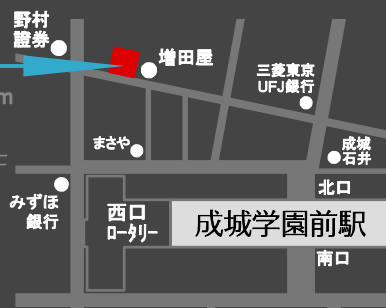 野村
證券
増田屋
三菱東京
UFJ銀行
m
まさや
成城
石井
に
みずほ
銀行
西口
ロータリー
北口
成城学園前駅
南口